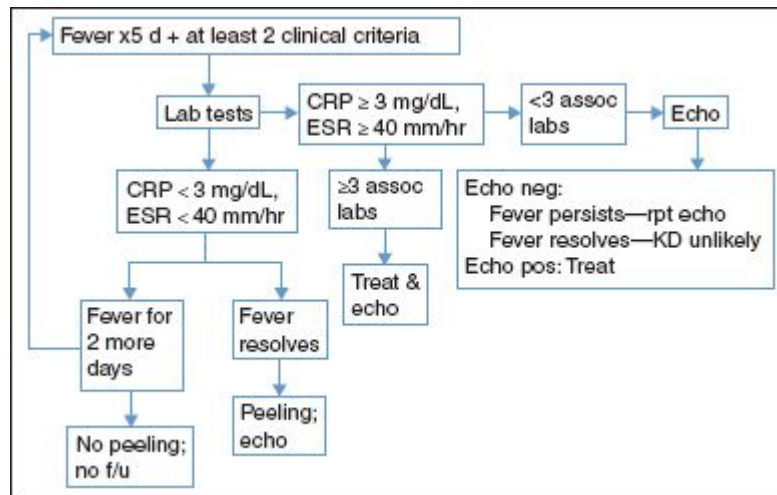 Fever x5 d + at least 2 clinical criteria
Lab tests
CRP ≥ 3 mg/dL,
ESR ≥ 40 mm/hr
<3 assoc
labs
Echo
CRP < 3 mg/dL,
ESR < 40 mm/hr
≥3 assoc
labs
Echo neg:
Fever persists—rpt echo
Fever resolves—KD unlikely
Echo pos: Treat
Treat &
echo
Fever for
2 more
days
Fever
resolves
No peeling;
no f/u
Peeling;
echo